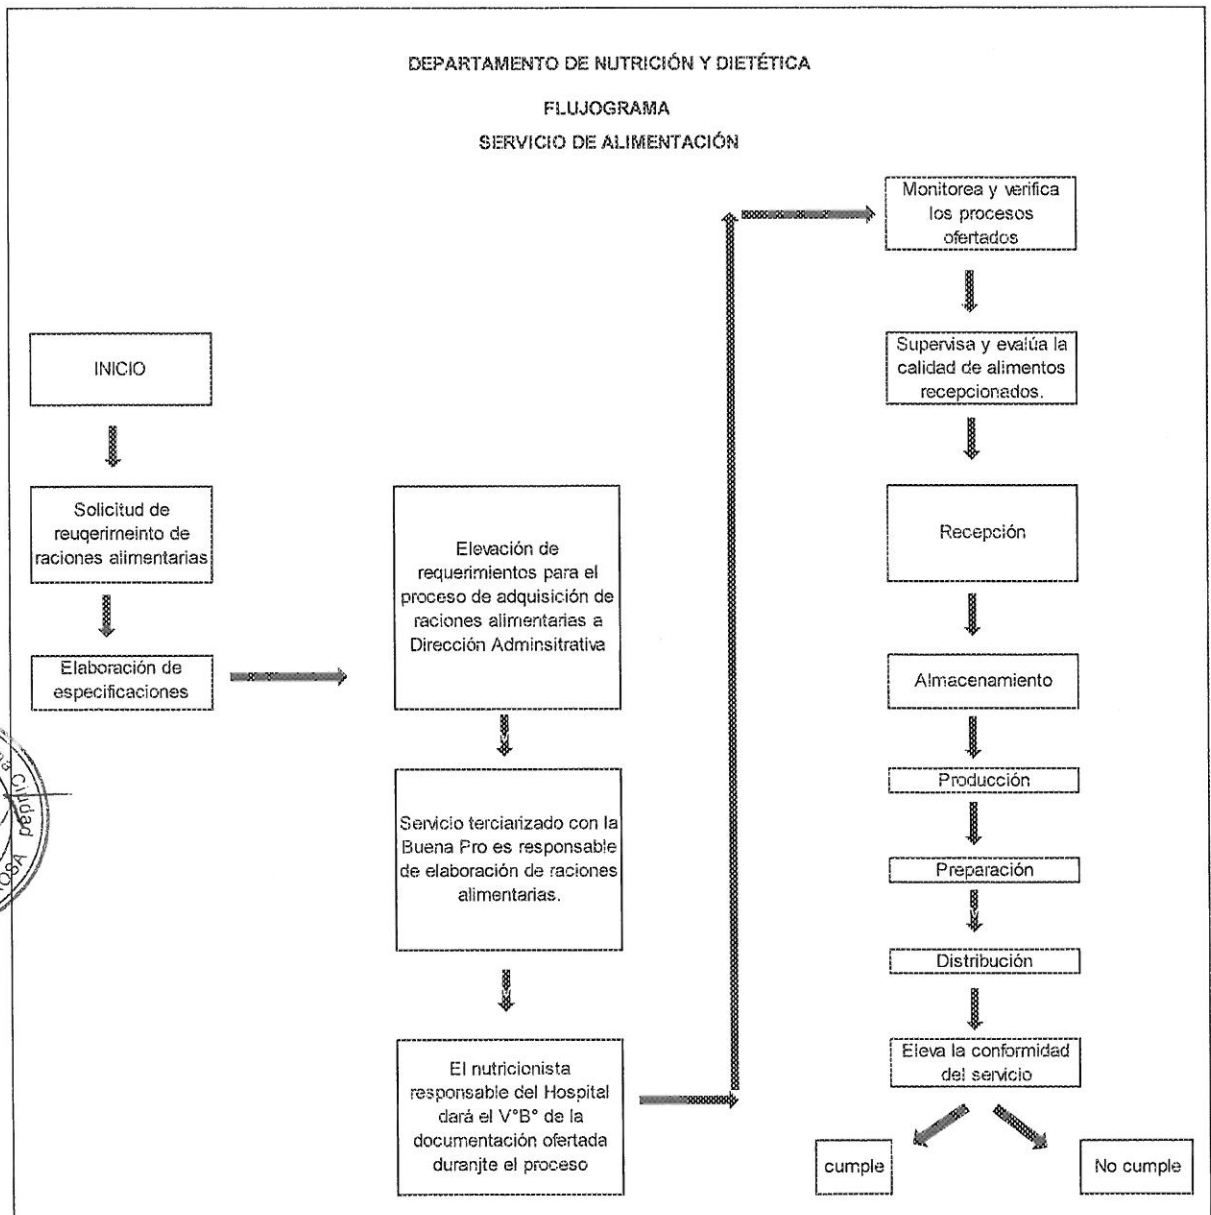 DEPARTAMENTO DE NUTRICIÓN Y DIETÉTICA
FLUJOGRAMA
SERVICIO DE ALIMENTACIÓN
INICIO
Solicitud de
reuqerimeinto de
raciones alimentarias
Elaboración de
especificaciones
Elevación de
requerimientos para el
proceso de adquisición de
raciones alimentarias a
Dirección Adminsitrativa
Servicio terciarizado con la
Buena Pro es responsable
de elaboración de raciones
alimentarias.
El nutricionista
responsable del Hospital
dará el V°B° de la
documentación ofertada
duranjte el proceso
Monitorea y verifica
los procesos
ofertados
Supervisa y evalúa la
calidad de alimentos
recepcionados.
Recepción
Almacenamiento
Producción
Preparación
Distribución
Eleva la conformidad
del servicio
cumple
No cumple
Ciudad